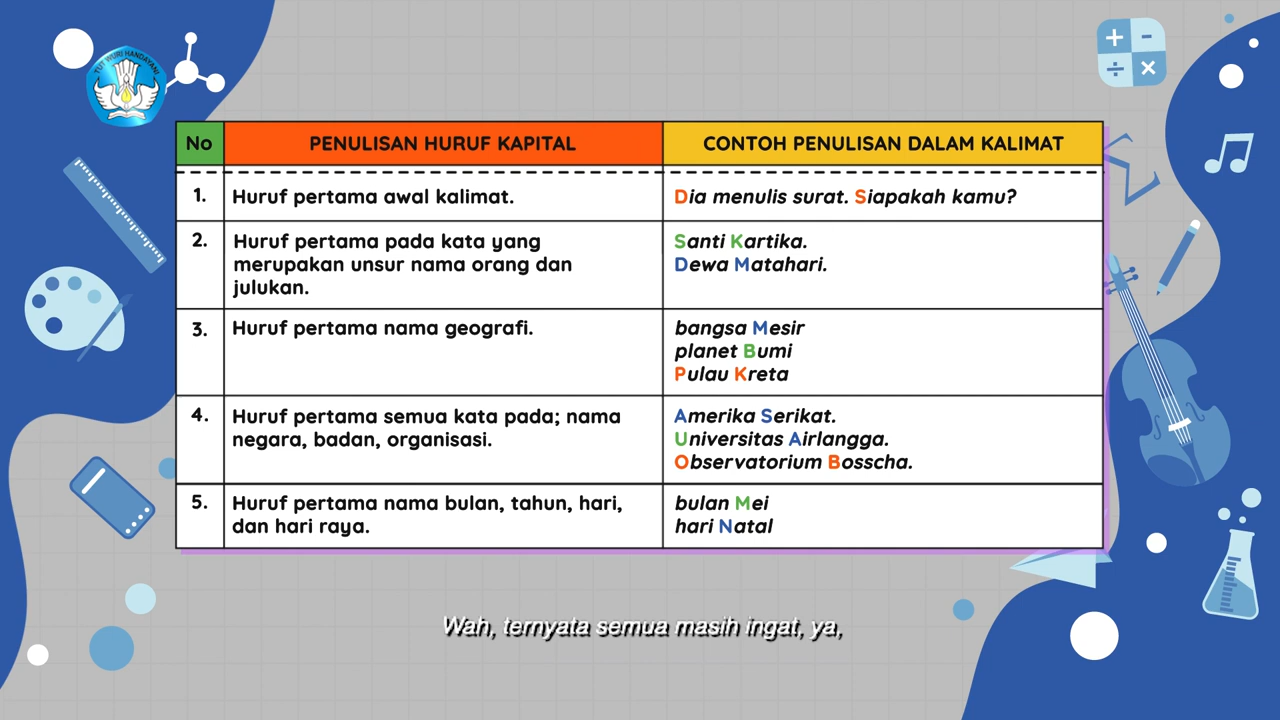 TUT WURI HANDAYANI
No PENULISAN HURUF KAPITAL CONTOH PENULISAN DALAM KALIMAT
1. Huruf pertama awal kalimat. Dia menulis surat. Siapakah kamu?
2. Huruf pertama pada kata yang
merupakan unsur nama orang dan
julukan.
Santi Kartika.
Dewa Matahari.
3. Huruf pertama nama geografi.
bangsa Mesir
planet Bumi
Pulau Kreta
4. Huruf pertama semua kata pada; nama
negara, badan, organisasi.
Amerika Serikat.
Universitas Airlangga.
Observatorium Bosscha.
5. Huruf pertama nama bulan, tahun, hari,
dan hari raya.
bulan Mei
hari Natal
Wah, ternyata semua masih ingat, ya,